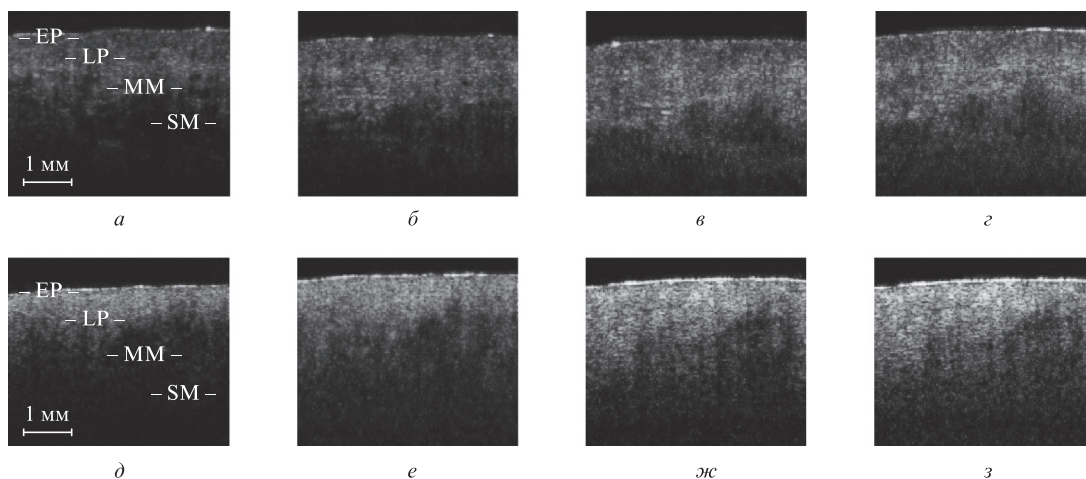 – EP –
– LP –
– MM –
– SM –
1 мм
а
б
в
г
– EP –
– LP –
– MM –
– SM –
1 мм
д
е
ж
з